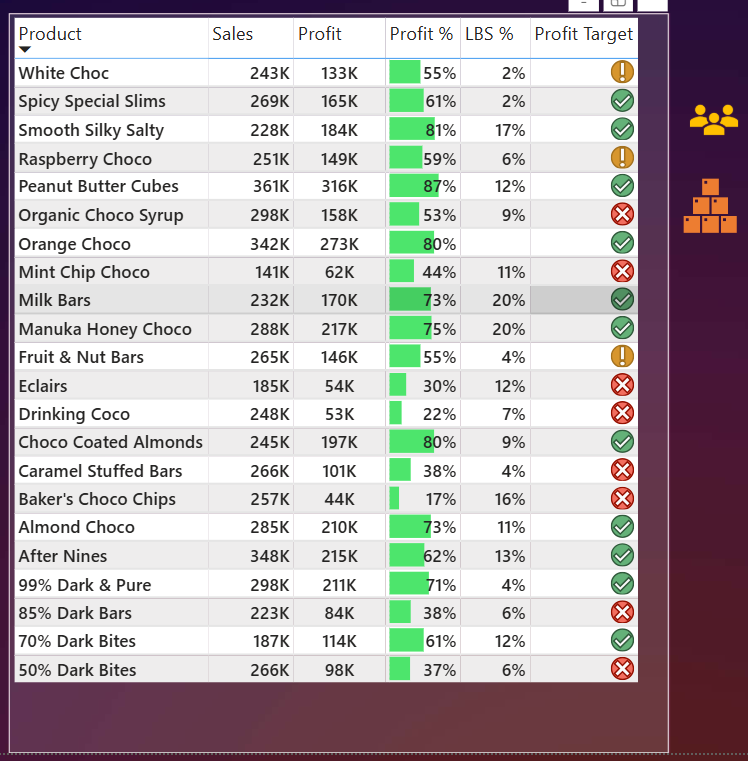 Product Sales Profit Profit % LBS % Profit Target
White Choc 243K 133K 55% 2%
Spicy Special Slims 269K 165K 61% 2%
Smooth Silky Salty 228K 184K 81% 17%
Raspberry Choco 251K 149K 59% 6%
Peanut Butter Cubes 361K 316K 87% 12%
Organic Choco Syrup 298K 158K 53% 9%
Orange Choco 342K 273K 80%
Mint Chip Choco 141K 62K 44% 11%
Milk Bars 232K 170K 73% 20%
Manuka Honey Choco 288K 217K 75% 20%
Fruit & Nut Bars 265K 146K 55% 4%
Eclairs 185K 54K 30% 12%
Drinking Coco 248K 53K 22% 7%
Choco Coated Almonds 245K 197K 80% 9%
Caramel Stuffed Bars 266K 101K 38% 4%
Baker's Choco Chips 257K 44K 17% 16%
Almond Choco 285K 210K 73% 11%
After Nines 348K 215K 62% 13%
99% Dark & Pure 298K 211K 71% 4%
85% Dark Bars 223K 84K 38% 6%
70% Dark Bites 187K 114K 61% 12%
50% Dark Bites 266K 98K 37% 6%